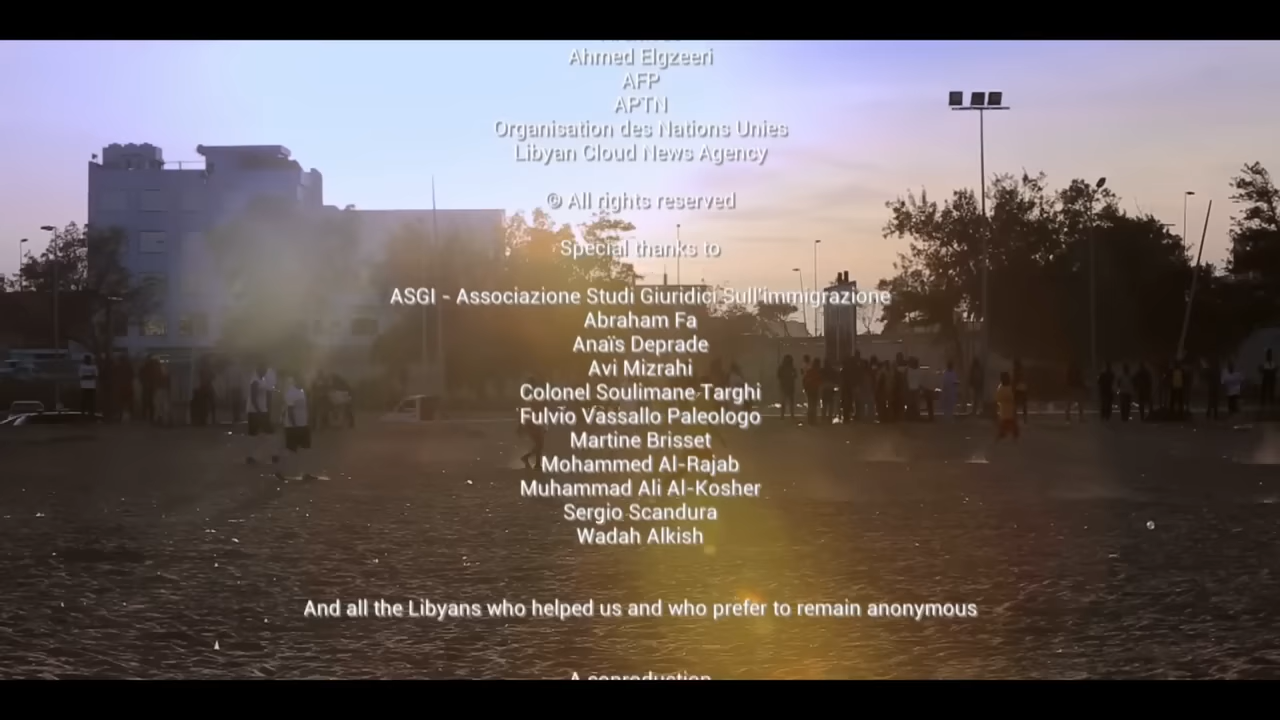 Ahmed Elgzeeri
AFP
APTN
Organisation des Nations Unies
Libyan Cloud News Agency
© All rights reserved
Special thanks to
ASGI - Associazione Studi Giuridici Sull'immigrazione
Abraham Fa
Anaïs Deprade
Avi Mizrahi
Colonel Soulimane Targhi
Fulvio Vassallo Paleologo
Martine Brisset
Mohammed Al-Rajab
Muhammad Ali Al-Kosher
Sergio Scandura
Wadah Alkish
And all the Libyans who helped us and who prefer to remain anonymous
A coproduction